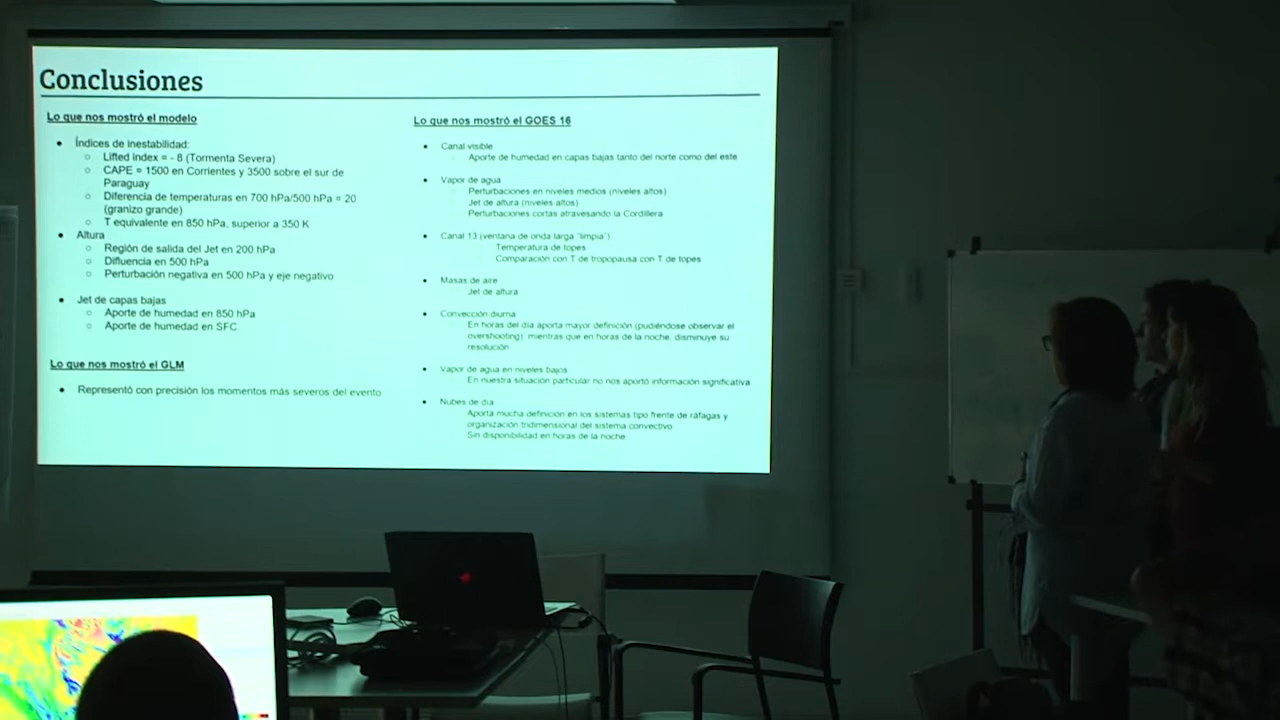 Conclusiones
Lo que nos mostró el modelo
Índices de inestabilidad:
Lifted index = - 8 (Tormenta Severa)
CAPE = 1500 en Corrientes y 3500 sobre el sur de
Paraguay
Diferencia de temperaturas en 700 hPa/500 hPa = 20
(granizo grande)
T equivalente en 850 hPa, superior a 350 K
Altura
Región de salida del Jet en 200 hPa
Difluencia en 500 hPa
Perturbación negativa en 500 hPa y eje negativo
Jet de capas bajas
Aporte de humedad en 850 hPa
Aporte de humedad en SFC
Lo que nos mostró el GLM
Representó con precisión los momentos más severos del evento
Lo que nos mostró el GOES 16
Canal visible
Aporte de humedad en capas bajas tanto del norte como del este
Vapor de agua
Perturbaciones en niveles medios (niveles altos)
Jet de altura (niveles altos)
Perturbaciones cortas atravesando la Cordillera
Canal 13 (ventana de onda larga "limpia")
Temperatura de topes
Comparación con T de tropopausa con T de topes
Masas de aire
Jet de altura
Convección diurna
En horas del día aporta mayor definición (pudiéndose observar el
overshooting) mientras que en horas de la noche disminuye su
resolución
Vapor de agua en niveles bajos
En nuestra situación particular no nos aportó información significativa
Nubes de día
Aporta mucha definición en los sistemas tipo frente de ráfagas y
organización tridimensional del sistema convectivo
Sin disponibilidad en horas de la noche